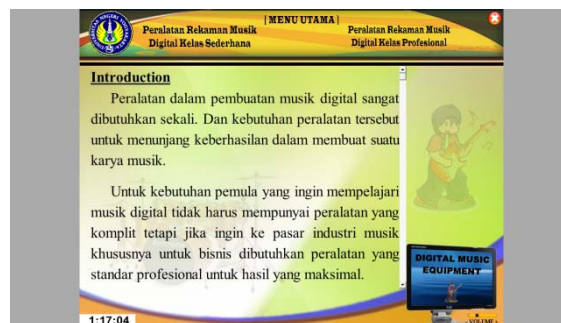 | MENU UTAMA |
Peralatan Rekaman Musik
Digital Kelas Sederhana
Peralatan Rekaman Musik
Digital Kelas Profesional
Introduction
Peralatan dalam pembuatan musik digital sangat
dibutuhkan sekali. Dan kebutuhan peralatan tersebut
untuk menunjang keberhasilan dalam membuat suatu
karya musik.
Untuk kebutuhan pemula yang ingin mempelajari
musik digital tidak harus mempunyai peralatan yang
komplit tetapi jika ingin ke pasar industri musik
khususnya untuk bisnis dibutuhkan peralatan yang
standar profesional untuk hasil yang maksimal.
DIGITAL MUSIC
EQUIPMENT
1:17:04
VOLUME